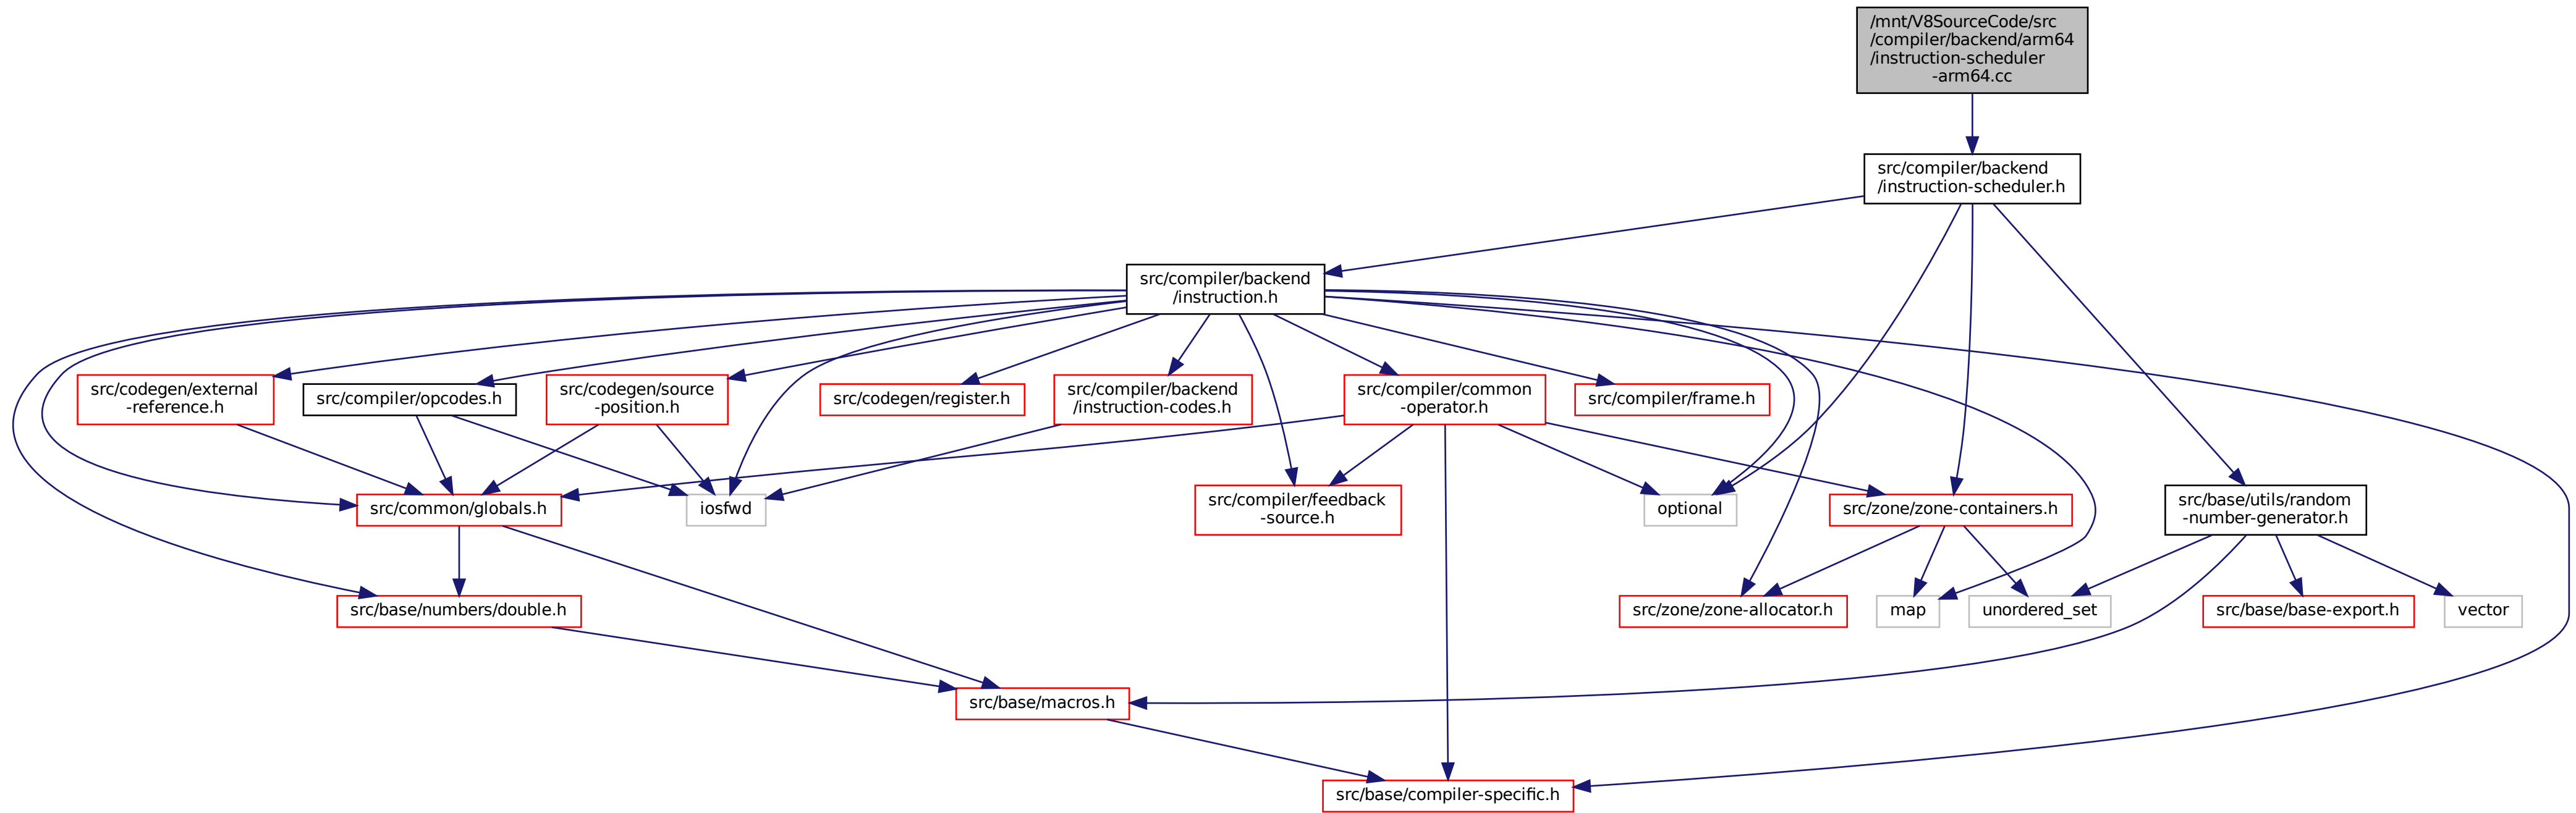 /mnt/V8SourceCode/src
/compiler/backend/arm64
/instruction-scheduler
-arm64.cc
src/compiler/backend
/instruction-scheduler.h
src/compiler/backend
/instruction.h
src/codegen/external
-reference.h
src/compiler/opcodes.h
src/codegen/source
-position.h
src/codegen/register.h
src/compiler/backend
/instruction-codes.h
src/compiler/common
-operator.h
src/compiler/frame.h
src/common/globals.h
iosfwd
src/compiler/feedback
-source.h
optional
src/zone/zone-containers.h
src/base/utils/random
-number-generator.h
src/base/numbers/double.h
src/zone/zone-allocator.h
map
unordered_set
src/base/base-export.h
vector
src/base/macros.h
src/base/compiler-specific.h